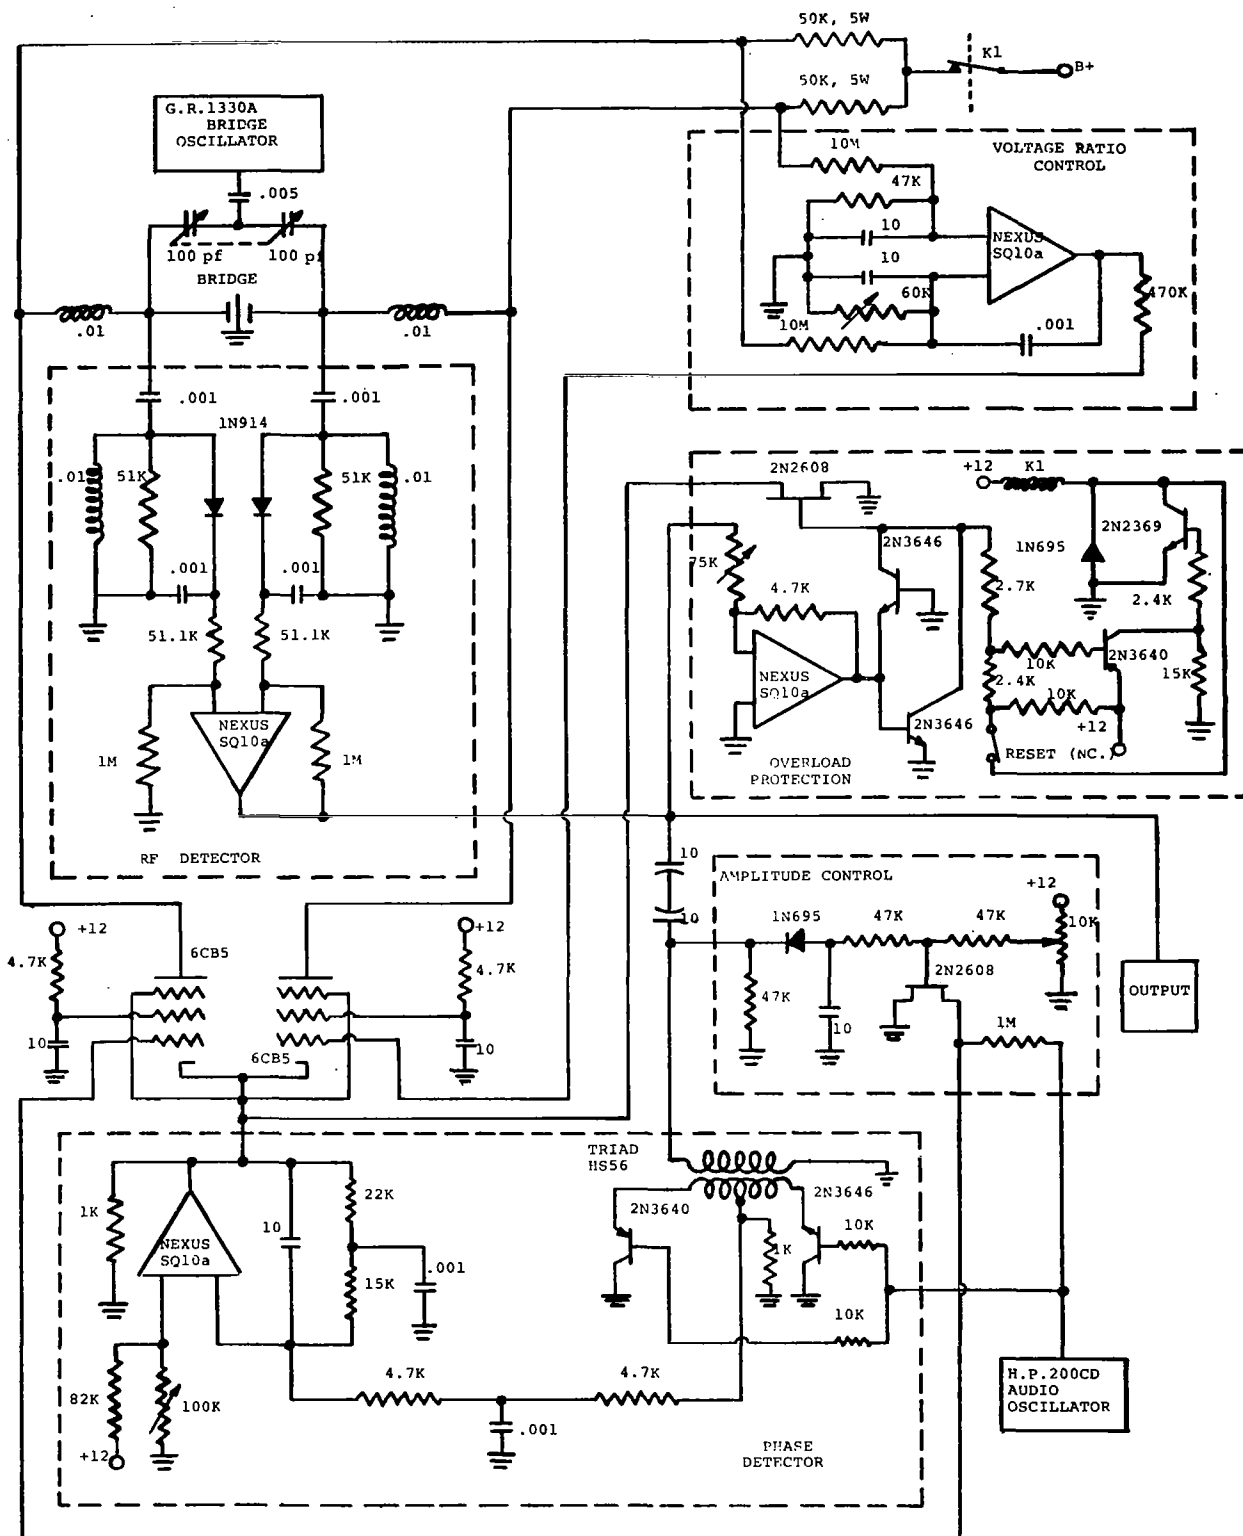 50K, 5W
K1
B+
50K, 5W
G.R.1330A
BRIDGE
OSCILLATOR
.005
100 pf
100 pf
BRIDGE
.01
.01
VOLTAGE RATIO
CONTROL
10M
47K
10
10
60K
10M
NEXUS
SQ10a
.001
470K
.001
.001
1N914
.01
51K
51K
.01
.001
.001
51.1K
51.1K
NEXUS
SQ10a
1M
1M
RF DETECTOR
2N2608
+12
K1
2N3646
1N695
2N2369
75K
4.7K
2.7K
2.4K
NEXUS
SQ10a
10K
2N3640
2.4K
15K
10K
2N3646
+12
RESET (NC.)
OVERLOAD
PROTECTION
10
10
AMPLITUDE CONTROL
+12
1N695
47K
47K
10K
2N2608
47K
10
1M
OUTPUT
+12
4.7K
6CB5
+12
4.7K
10
6CB5
10
TRIAD
HS56
2N3640
2N3646
1K
22K
10
NEXUS
SQ10a
15K
.001
1K
10K
10K
82K
100K
+12
4.7K
4.7K
.001
PHASE
DETECTOR
H.P.200CD
AUDIO
OSCILLATOR